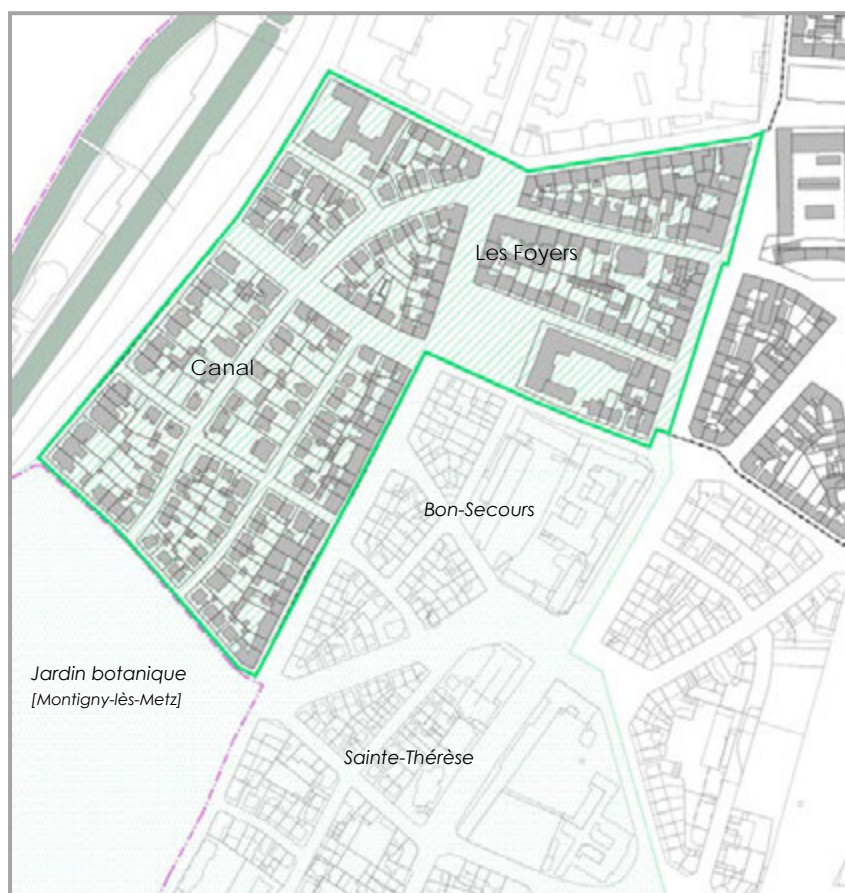 Les Foyers
Canal
Bon-Secours
Jardin botanique
[Montigny-lès-Metz]
Sainte-Thérèse